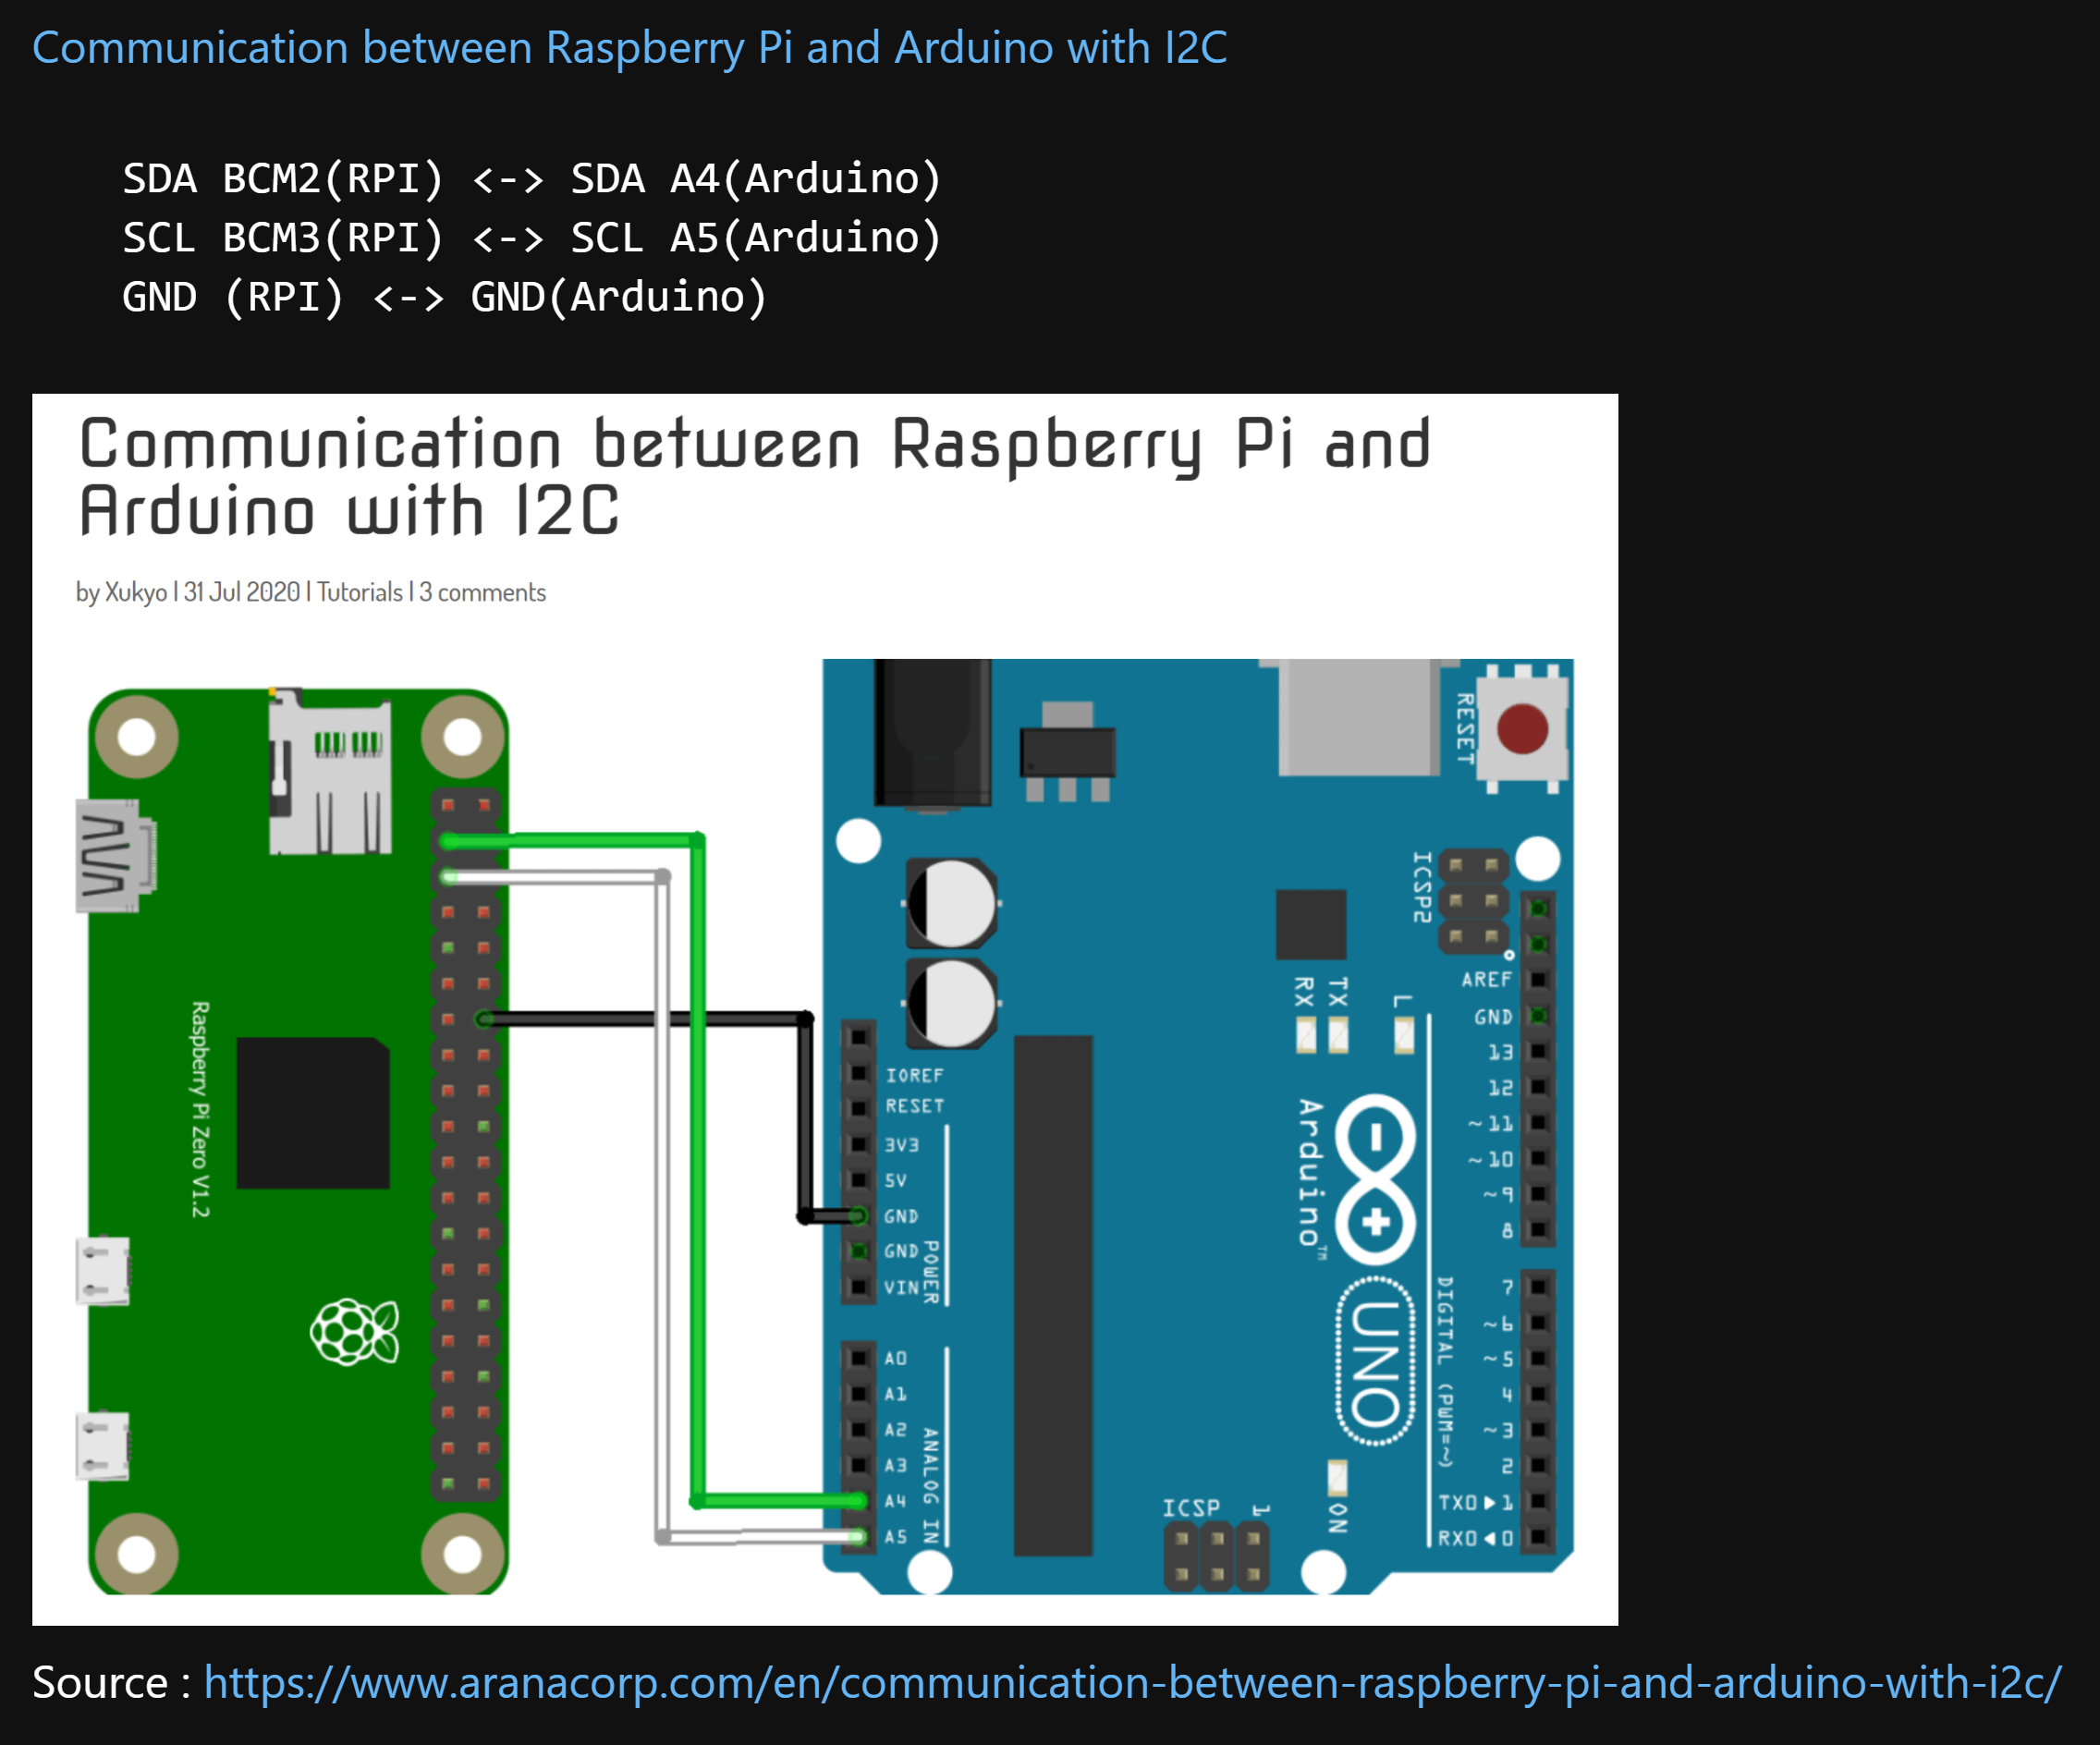 Communication between Raspberry Pi and Arduino with I2C
SDA BCM2(RPI) <-> SDA A4(Arduino)
SCL BCM3(RPI) <-> SCL A5(Arduino)
GND (RPI) <-> GND(Arduino)
Communication between Raspberry Pi and
Arduino with I2C
by Xukyo | 31 Jul 2020 | Tutorials | 3 comments
Raspberry Pi Zero V1.2
RESET
ICSP2
AREF
GND
13
12
~11
~10
~9
8
7
~6
~5
4
~3
2
TX0▶1
RX0◀0
DIGITAL (PWM=~)
RX
TX
L
Arduino™
UNO
ON
ICSP
1
IOREF
RESET
3V3
5V
GND
GND
VIN
POWER
A0
A1
A2
A3
A4
A5
ANALOG IN
Source : https://www.aranacorp.com/en/communication-between-raspberry-pi-and-arduino-with-i2c/